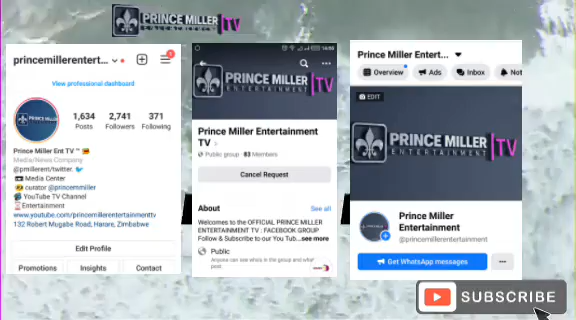 PRINCE MILLER TV
ENTERTAINMENT
princemillerentert...
View professional dashboard
1,634 2,741 371
Posts Followers Following
Prince Miller Ent TV ™
Media/News Company
@pmillerent/twitter.
Media Center
curator @princemmiller
YouTube TV Channel
Entertainment
www.youtube.com/princemillerentertainmenttv
132 Robert Mugabe Road, Harare, Zimbabwe
Edit Profile
Promotions Insights Contact
PRINCE MILLER TV
ENTERTAINMENT
Prince Miller Entertainment
TV >
Public group · Members
Cancel Request
About See all
Welcomes to the OFFICIAL PRINCE MILLER
ENTERTAINMENT TV : FACEBOOK GROUP
Follow & Subscribe to our You Tub...see more
Public
Prince Miller Entert...
Overview Ads Inbox Not
EDIT
PRINCE MILLER TV
ENTERTAINMENT
Prince Miller
Entertainment
@princemillerentertainment
Get WhatsApp messages
SUBSCRIBE